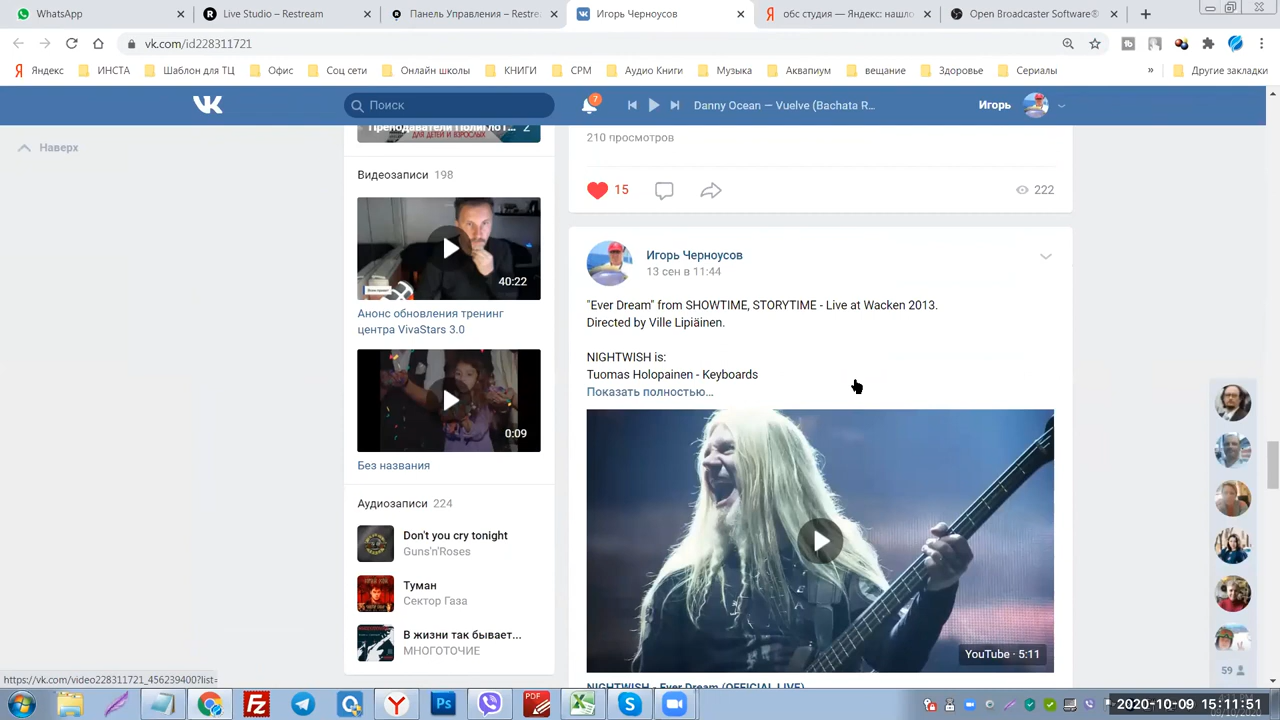 WhatsApp
Live Studio – Restream
Панель Управления – Restre
Игорь Черноусов
обс студия — Яндекс: нашло
Open Broadcaster Software®
vk.com/id228311721
Яндекс
ИНСТА
Шаблон для ТЦ
Офис
Соц сети
Онлайн школы
КНИГИ
СРМ
Аудио Книги
Музыка
Аквапиум
вещание
Здоровье
Сериалы
»
Другие закладки
Поиск
7
Danny Ocean — Vuelve (Bachata R...
Игорь
Наверх
Преподаватели Полиглот... 2
ДЛЯ ДЕТЕЙ И ВЗРОСЛЫХ
210 просмотров
Видеозаписи 198
15
222
40:22
Анонс обновления тренинг
центра VivaStars 3.0
0:09
Без названия
Аудиозаписи 224
Don't you cry tonight
Guns'n'Roses
Туман
Сектор Газа
В жизни так бывает...
МНОГОТОЧИЕ
Игорь Черноусов
13 сен в 11:44
"Ever Dream" from SHOWTIME, STORYTIME - Live at Wacken 2013.
Directed by Ville Lipiäinen.
NIGHTWISH is:
Tuomas Holopainen - Keyboards
Показать полностью...
YouTube · 5:11
NIGHTWISH - Ever Dream (OFFICIAL LIVE)
59
https://vk.com/video228311721_456239400?list=
2020-10-09 15:11:51